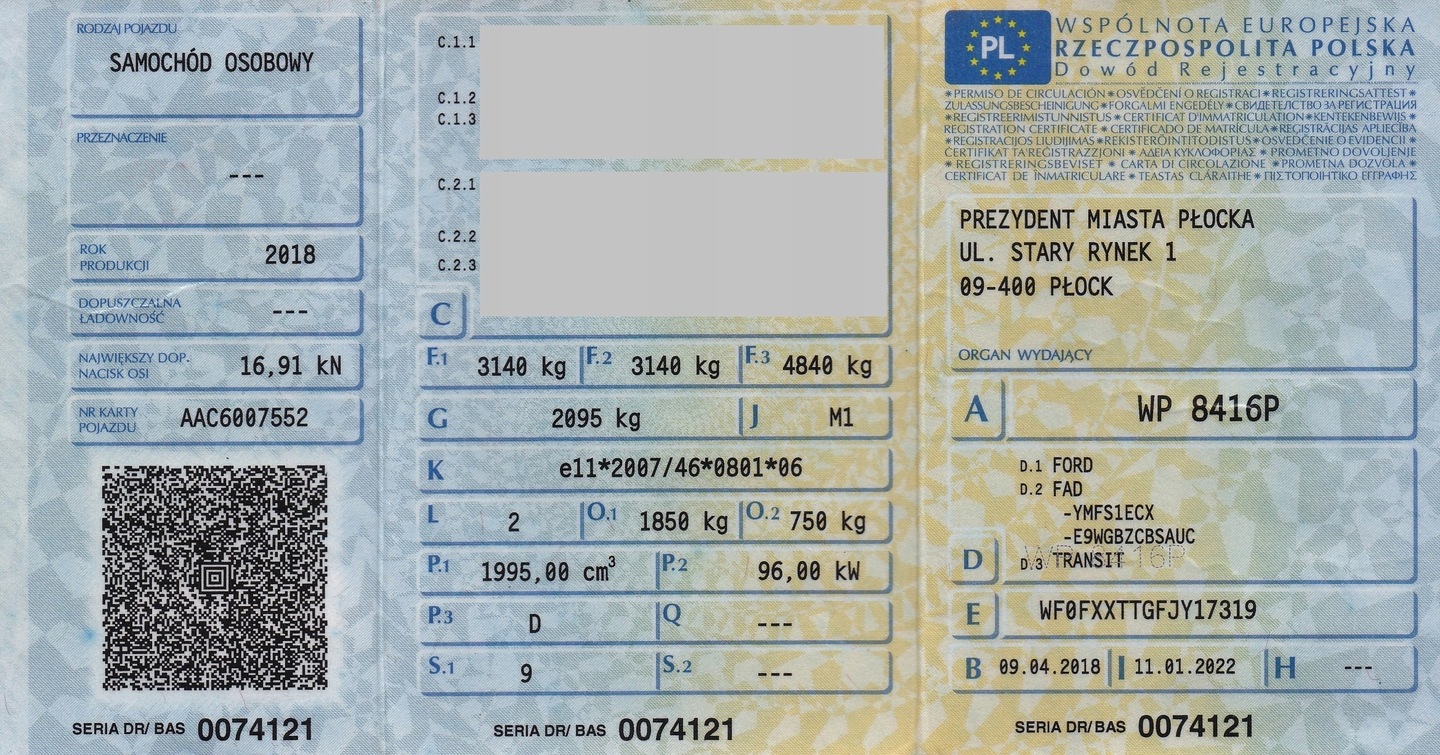 RODZAJ POJAZDU
SAMOCHÓD OSOBOWY
PRZEZNACZENIE
---
ROK PRODUKCJI
2018
DOPUSZCZALNA ŁADOWNOŚĆ
---
NAJWIĘKSZY DOP. NACISK OSI
16,91 kN
NR KARTY POJAZDU
AAC6007552
SERIA DR/ BAS 0074121
C.1.1
C.1.2
C.1.3
C.2.1
C.2.2
C.2.3
C
F.1 3140 kg F.2 3140 kg F.3 4840 kg
G 2095 kg J M1
K e11*2007/46*0801*06
L 2 O.1 1850 kg O.2 750 kg
P.1 1995,00 cm³ P.2 96,00 kW
P.3 D Q ---
S.1 9 S.2 ---
SERIA DR/ BAS 0074121
PL
WSPÓLNOTA EUROPEJSKA
RZECZPOSPOLITA POLSKA
Dowód Rejestracyjny
*PERMISO DE CIRCULACIÓN*OSVĚDČENÍ O REGISTRACI*REGISTRERINGSATTEST*
ZULASSUNGSBESCHEINIGUNG*FORGALMI ENGEDÉLY*СВИДЕТЕЛСТВО ЗА РЕГИСТРАЦИЯ
*REGISTREERIMISTUNNISTUS*CERTIFICAT D'IMMATRICULATION*KENTEKENBEWIJS
REGISTRATION CERTIFICATE*CERTIFICADO DE MATRÍCULA*REGISTRĀCIJAS APLIECĪBA
*REGISTRACIJOS LIUDIJIMAS*REKISTERÖINTITODISTUS*OSVEDČENIE O EVIDENCII*
ĊERTIFIKAT TA'REĠISTRAZZJONI*ΑΔΕΙΑ ΚΥΚΛΟΦΟΡΙΑΣ*PROMETNO DOVOLJENJE
*REGISTRERINGSBEVISET*CARTA DI CIRCOLAZIONE*PROMETNA DOZVOLA*
CERTIFICAT DE ÎNMATRICULARE*TEASTAS CLÁRAITHE*ΠΙΣΤΟΠΟΙΗΤΙΚΟ ΕΓΓΡΑΦΗΣ
PREZYDENT MIASTA PŁOCKA
UL. STARY RYNEK 1
09-400 PŁOCK
ORGAN WYDAJĄCY
A WP 8416P
D.1 FORD
D.2 FAD
-YMFS1ECX
-E9WGBZCBSAUC
D D.3 TRANSIT
WP 8416P
E WF0FXXTTGFJY17319
B 09.04.2018 I 11.01.2022 H ---
SERIA DR/ BAS 0074121